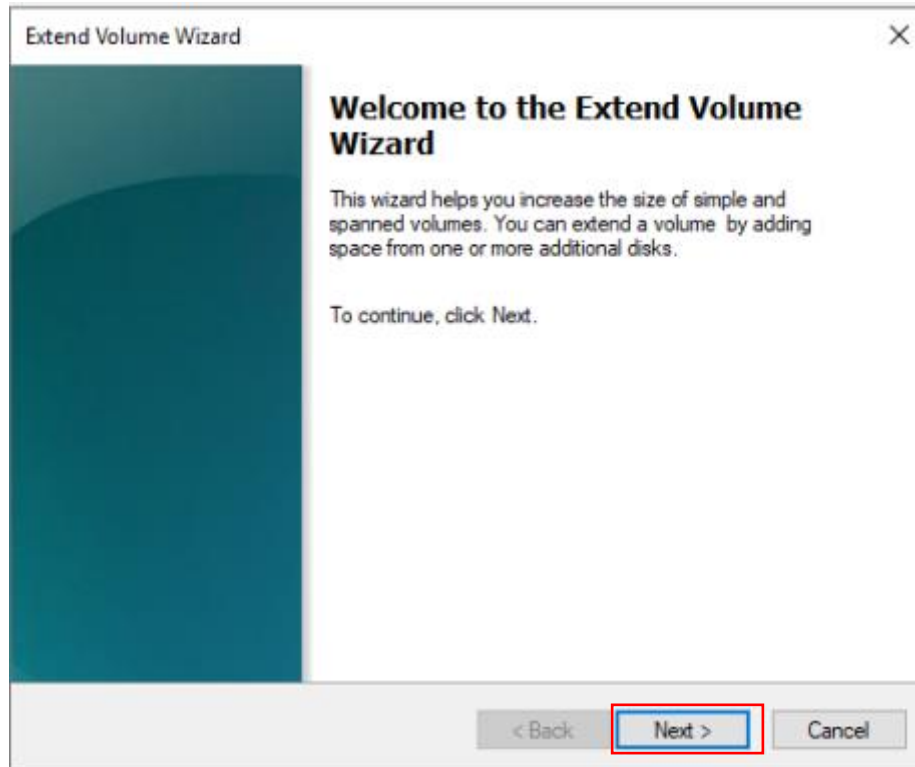 Extend Volume Wizard
Welcome to the Extend Volume
Wizard
This wizard helps you increase the size of simple and
spanned volumes. You can extend a volume by adding
space from one or more additional disks.
To continue, click Next.
< Back
Next >
Cancel